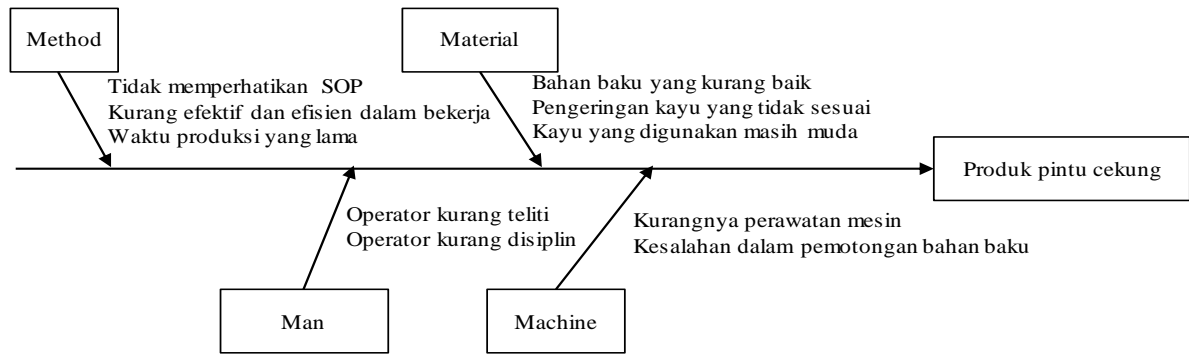 Method
Material
Tidak memperhatikan SOP
Kurang efektif dan efisien dalam bekerja
Waktu produksi yang lama
Bahan baku yang kurang baik
Pengeringan kayu yang tidak sesuai
Kayu yang digunakan masih muda
Produk pintu cekung
Operator kurang teliti
Operator kurang disiplin
Kurangnya perawatan mesin
Kesalahan dalam pemotongan bahan baku
Man
Machine